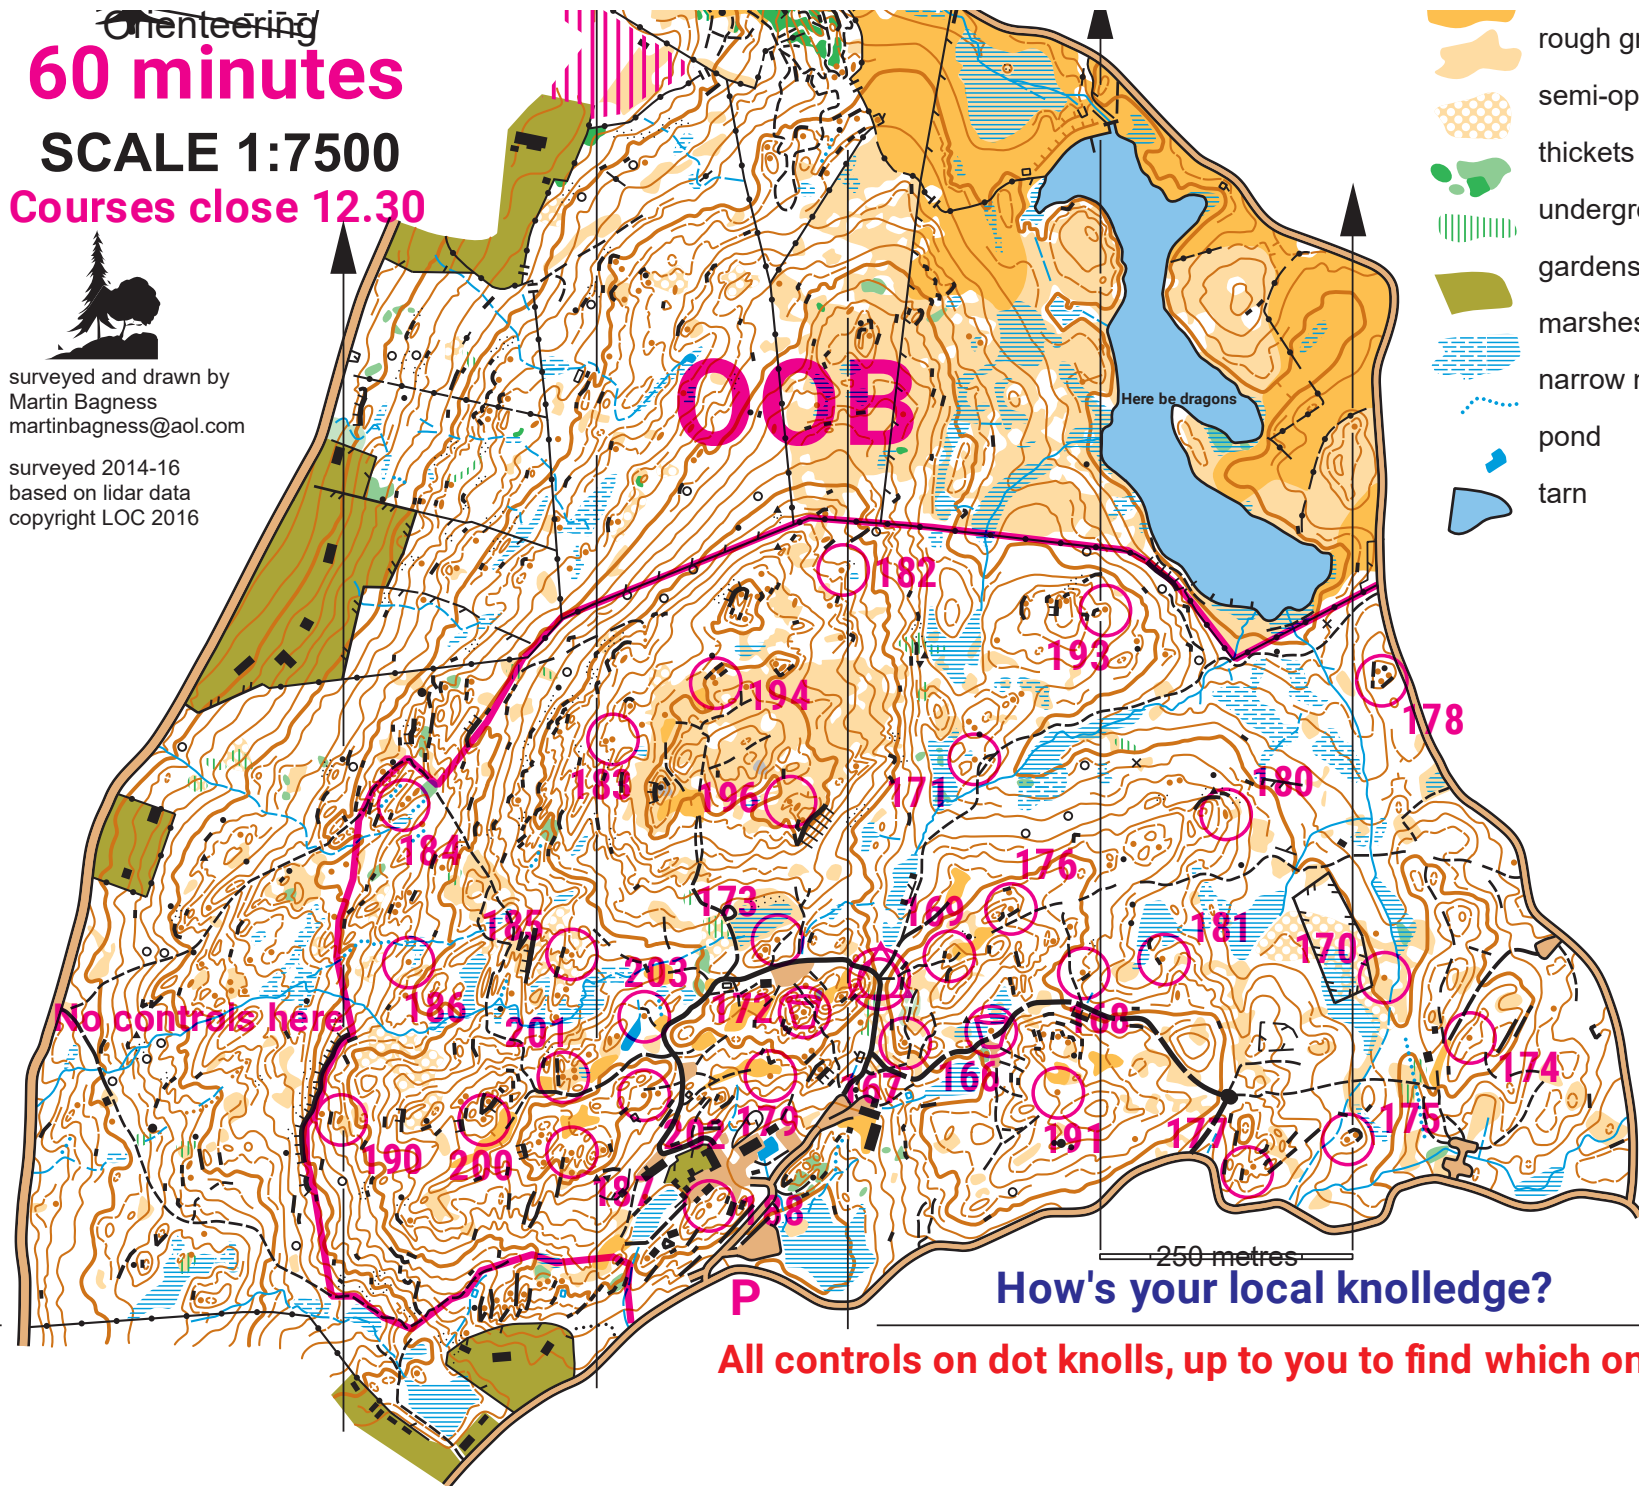 Orienteering
60 minutes
SCALE 1:7500
Courses close 12.30
surveyed and drawn by
Martin Bagness
martinbagness@aol.com
surveyed 2014-16
based on lidar data
copyright LOC 2016
rough
semi-op
thickets
undergr
gardens
marshes
narrow
pond
tarn
OOB
Here be dragons
182
193
194
178
183
196
171
180
184
176
173
169
185
181
170
203
186
172
168
No controls here
201
166
167
174
202
179
191
177
175
190
200
187
188
250 metres
P
How's your local knolledge?
All controls on dot knolls, up to you to find which on